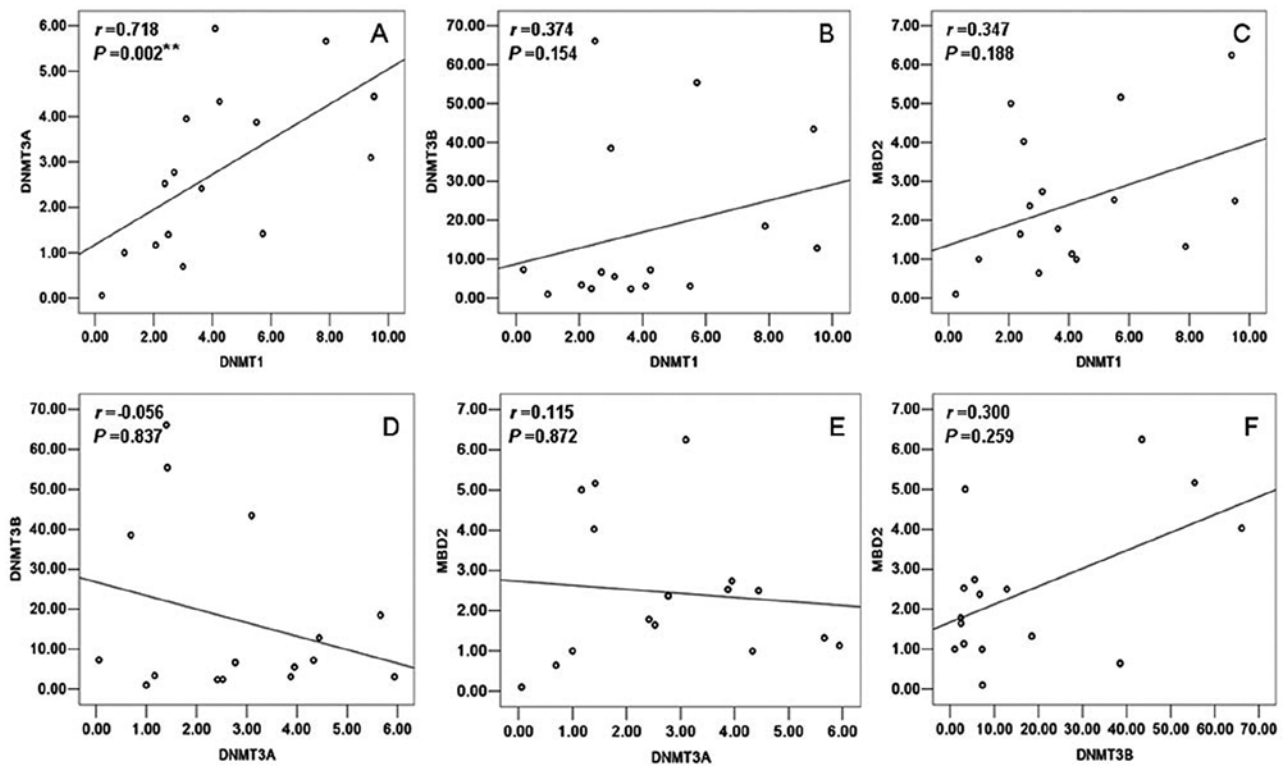 A
r=0.718
P=0.002**
6.00
5.00
4.00
3.00
2.00
1.00
0.00
DNMT3A
0.00 2.00 4.00 6.00 8.00 10.00
DNMT1
B
r=0.374
P=0.154
70.00
60.00
50.00
40.00
30.00
20.00
10.00
0.00
DNMT3B
0.00 2.00 4.00 6.00 8.00 10.00
DNMT1
C
r=0.347
P=0.188
7.00
6.00
5.00
4.00
3.00
2.00
1.00
0.00
MBD2
0.00 2.00 4.00 6.00 8.00 10.00
DNMT1
D
r=-0.056
P=0.837
70.00
60.00
50.00
40.00
30.00
20.00
10.00
0.00
DNMT3B
0.00 1.00 2.00 3.00 4.00 5.00 6.00
DNMT3A
E
r=0.115
P=0.872
7.00
6.00
5.00
4.00
3.00
2.00
1.00
0.00
MBD2
0.00 1.00 2.00 3.00 4.00 5.00 6.00
DNMT3A
F
r=0.300
P=0.259
7.00
6.00
5.00
4.00
3.00
2.00
1.00
0.00
MBD2
0.00 10.00 20.00 30.00 40.00 50.00 60.00 70.00
DNMT3B